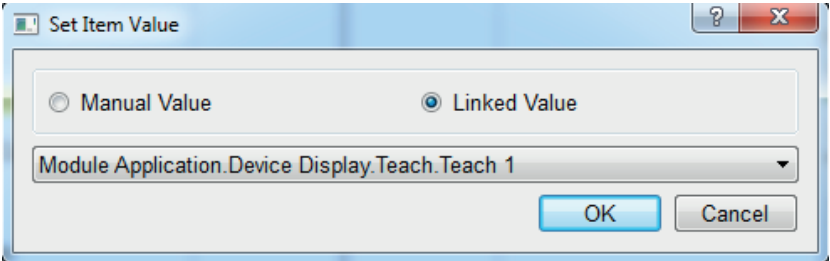 Set Item Value
Manual Value Linked Value
Module Application.Device Display.Teach.Teach 1
OK Cancel